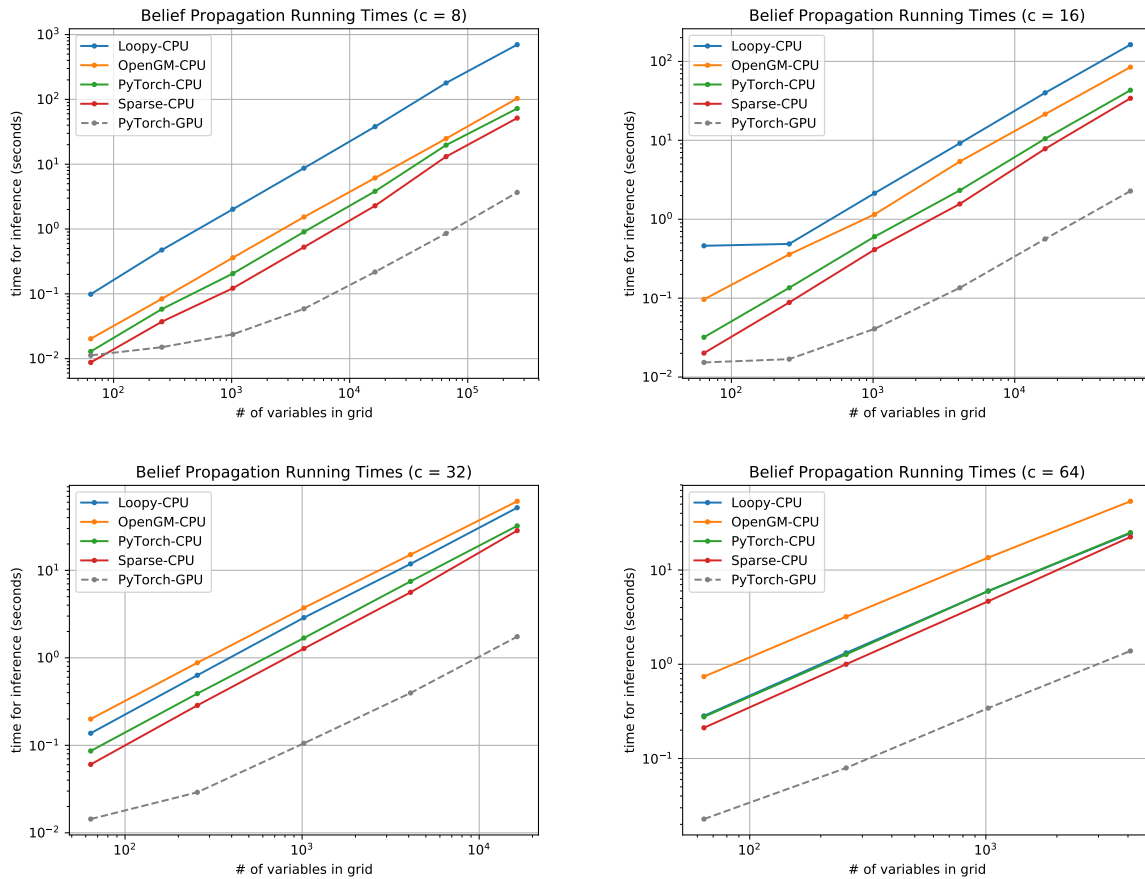 Belief Propagation Running Times (c = 8)
Loopy-CPU
OpenGM-CPU
PyTorch-CPU
Sparse-CPU
PyTorch-GPU
time for inference (seconds)
10³
10²
10¹
10⁰
10⁻¹
10⁻²
10² 10³ 10⁴ 10⁵
# of variables in grid
Belief Propagation Running Times (c = 16)
Loopy-CPU
OpenGM-CPU
PyTorch-CPU
Sparse-CPU
PyTorch-GPU
time for inference (seconds)
10²
10¹
10⁰
10⁻¹
10⁻²
10² 10³ 10⁴
# of variables in grid
Belief Propagation Running Times (c = 32)
Loopy-CPU
OpenGM-CPU
PyTorch-CPU
Sparse-CPU
PyTorch-GPU
time for inference (seconds)
10¹
10⁰
10⁻¹
10⁻²
10² 10³ 10⁴
# of variables in grid
Belief Propagation Running Times (c = 64)
Loopy-CPU
OpenGM-CPU
PyTorch-CPU
Sparse-CPU
PyTorch-GPU
time for inference (seconds)
10¹
10⁰
10⁻¹
10² 10³
# of variables in grid